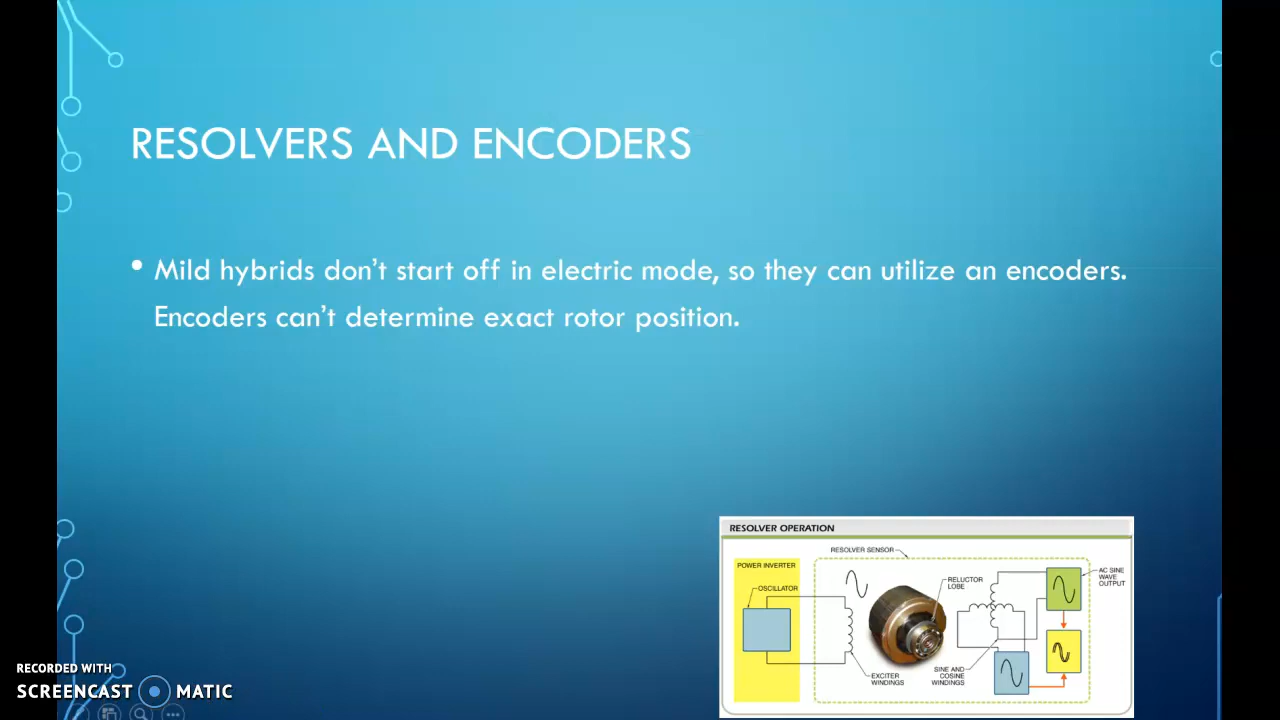 RESOLVERS AND ENCODERS
• Mild hybrids don't start off in electric mode, so they can utilize an encoders.
Encoders can't determine exact rotor position.
RESOLVER OPERATION
RESOLVER SENSOR
POWER INVERTER
OSCILLATOR
RELUCTOR
LOBE
AC SINE
WAVE
OUTPUT
EXCITER
WINDINGS
SINE AND
COSINE
WINDINGS
RECORDED WITH
SCREENCAST MATIC